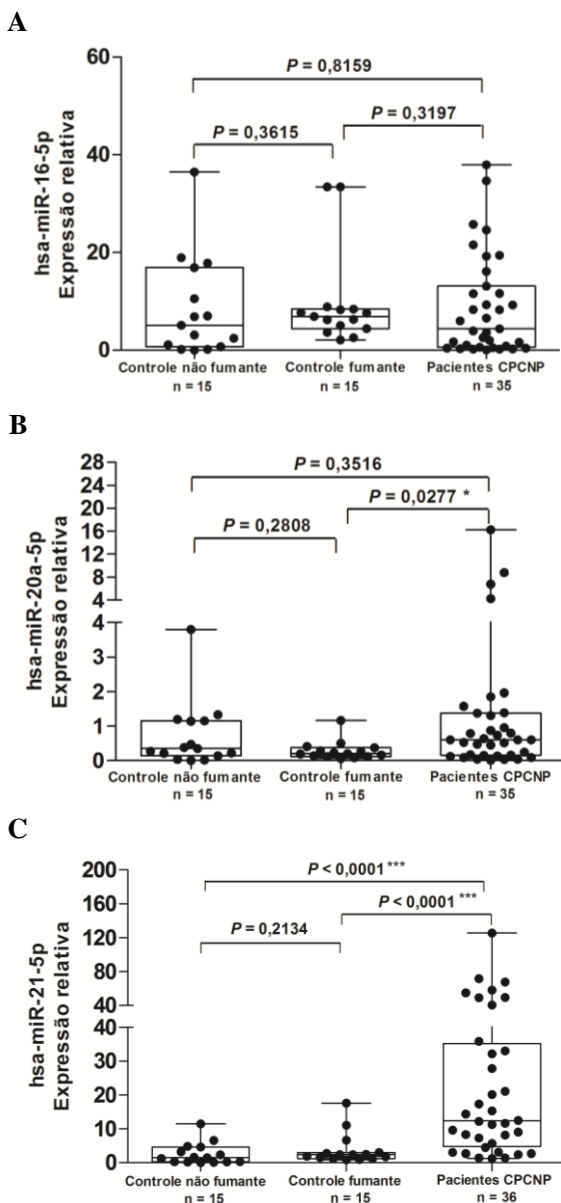 A
hsa-miR-16-5p
Expressão relativa
60
40
20
0
P = 0,8159
P = 0,3615
P = 0,3197
Controle não fumante
n = 15
Controle fumante
n = 15
Pacientes CPCNP
n = 35
B
hsa-miR-20a-5p
Expressão relativa
28
24
20
16
12
8
4
4
3
2
1
0
P = 0,3516
P = 0,0277 *
P = 0,2808
Controle não fumante
n = 15
Controle fumante
n = 15
Pacientes CPCNP
n = 35
C
hsa-miR-21-5p
Expressão relativa
200
160
120
80
40
40
30
20
10
0
P < 0,0001 ***
P < 0,0001 ***
P = 0,2134
Controle não fumante
n = 15
Controle fumante
n = 15
Pacientes CPCNP
n = 36